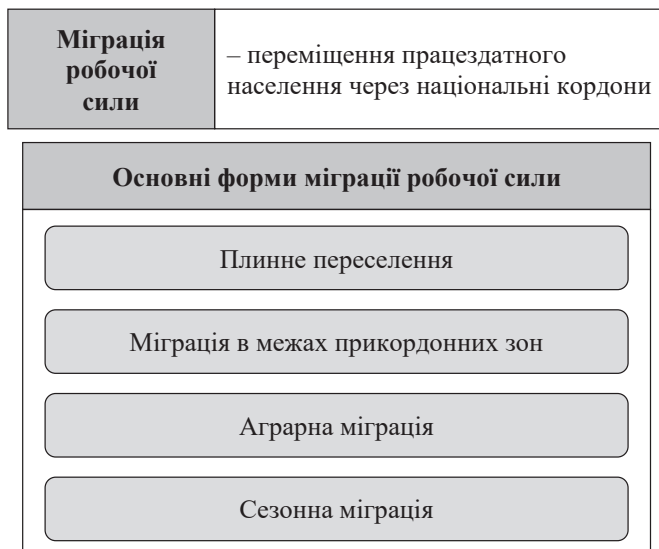 Міграція
робочої
сили
– переміщення працездатного
населення через національні кордони
Основні форми міграції робочої сили
Плинне переселення
Міграція в межах прикордонних зон
Аграрна міграція
Сезонна міграція